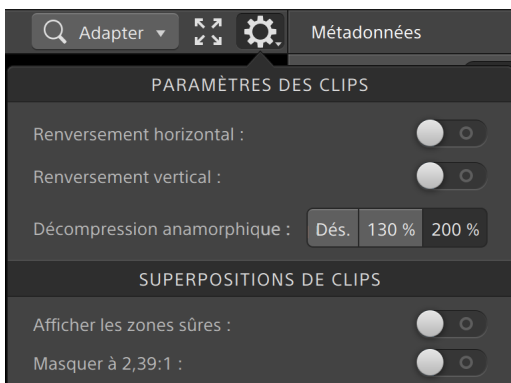 Adapter
Métadonnées
PARAMÈTRES DES CLIPS
Renversement horizontal :
Renversement vertical :
Décompression anamorphique : Dés. 130 % 200 %
SUPERPOSITIONS DE CLIPS
Afficher les zones sûres :
Masquer à 2,39:1 :